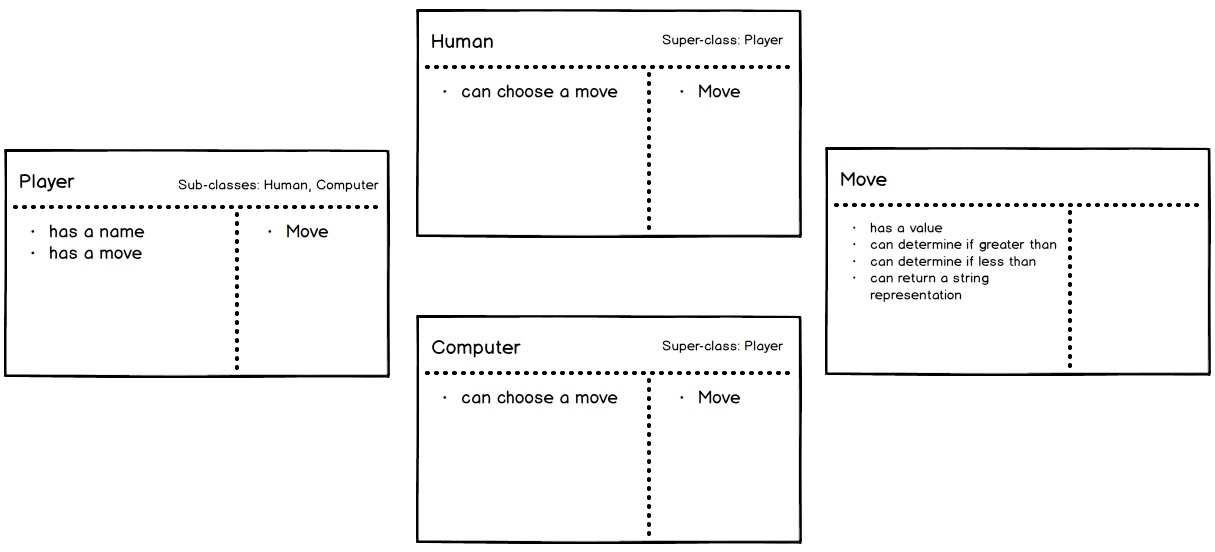 Human
Super-class: Player
· can choose a move
· Move
Player
Sub-classes: Human, Computer
· has a name
· has a move
· Move
Move
· has a value
· can determine if greater than
· can determine if less than
· can return a string
representation
Computer
Super-class: Player
· can choose a move
· Move